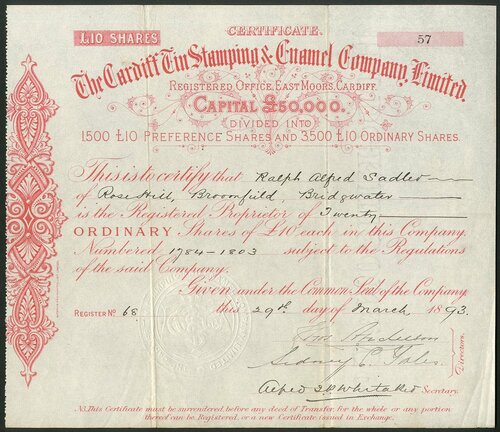 CERTIFICATE.
£10 SHARES
57
The Cardiff Tin Stamping & Enamel Company, Limited.
REGISTERED OFFICE, EAST MOORS, CARDIFF.
CAPITAL £50,000.
DIVIDED INTO
1500 £10 PREFERENCE SHARES AND 3500 £10 ORDINARY SHARES.
This is to certify that Ralph Alfred Sadler
of Rose Hill, Broomfield, Bridgwater
is the Registered Proprietor of Twenty
ORDINARY Shares of £10 each in this Company,
Numbered 1784-1803 subject to the Regulations
of the said Company.
Given under the Common Seal of the Company
REGISTER No. 68 this 29th day of March 1893.
Anderson
Sidney C. Directors.
Alfred Whitaker Secretary.
N.B. This Certificate must be surrendered, before any deed of Transfer, for the whole or any portion
thereof can be Registered, or a new Certificate issued in Exchange.